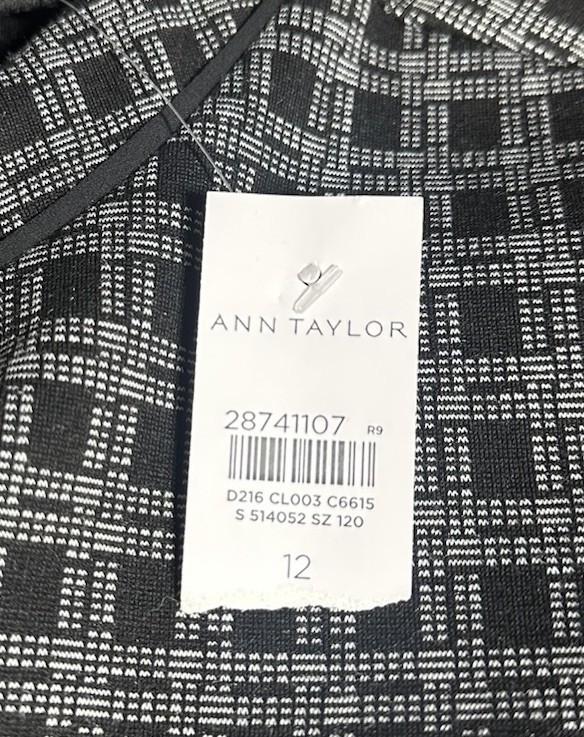 ANN TAYLOR
28741107 R9
D216 CL003 C6615
S 514052 SZ 120
12